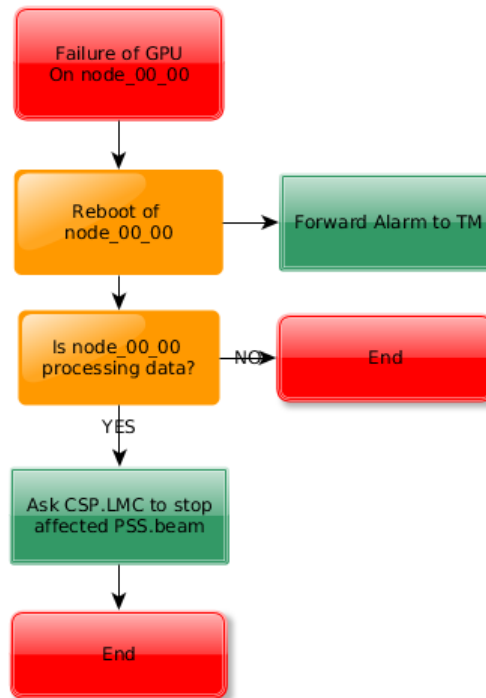 Failure of GPU
On node_00_00
Reboot of
node_00_00
Forward Alarm to TM
Is node_00_00
processing data?
NO
End
YES
Ask CSP.LMC to stop
affected PSS.beam
End